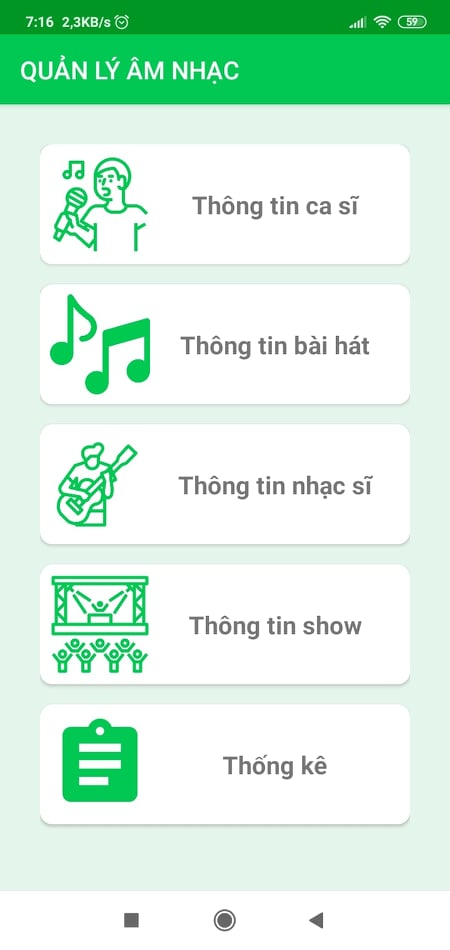 7:16 2,3KB/s 59
QUẢN LÝ ÂM NHẠC
Thông tin ca sĩ
Thông tin bài hát
Thông tin nhạc sĩ
Thông tin show
Thống kê